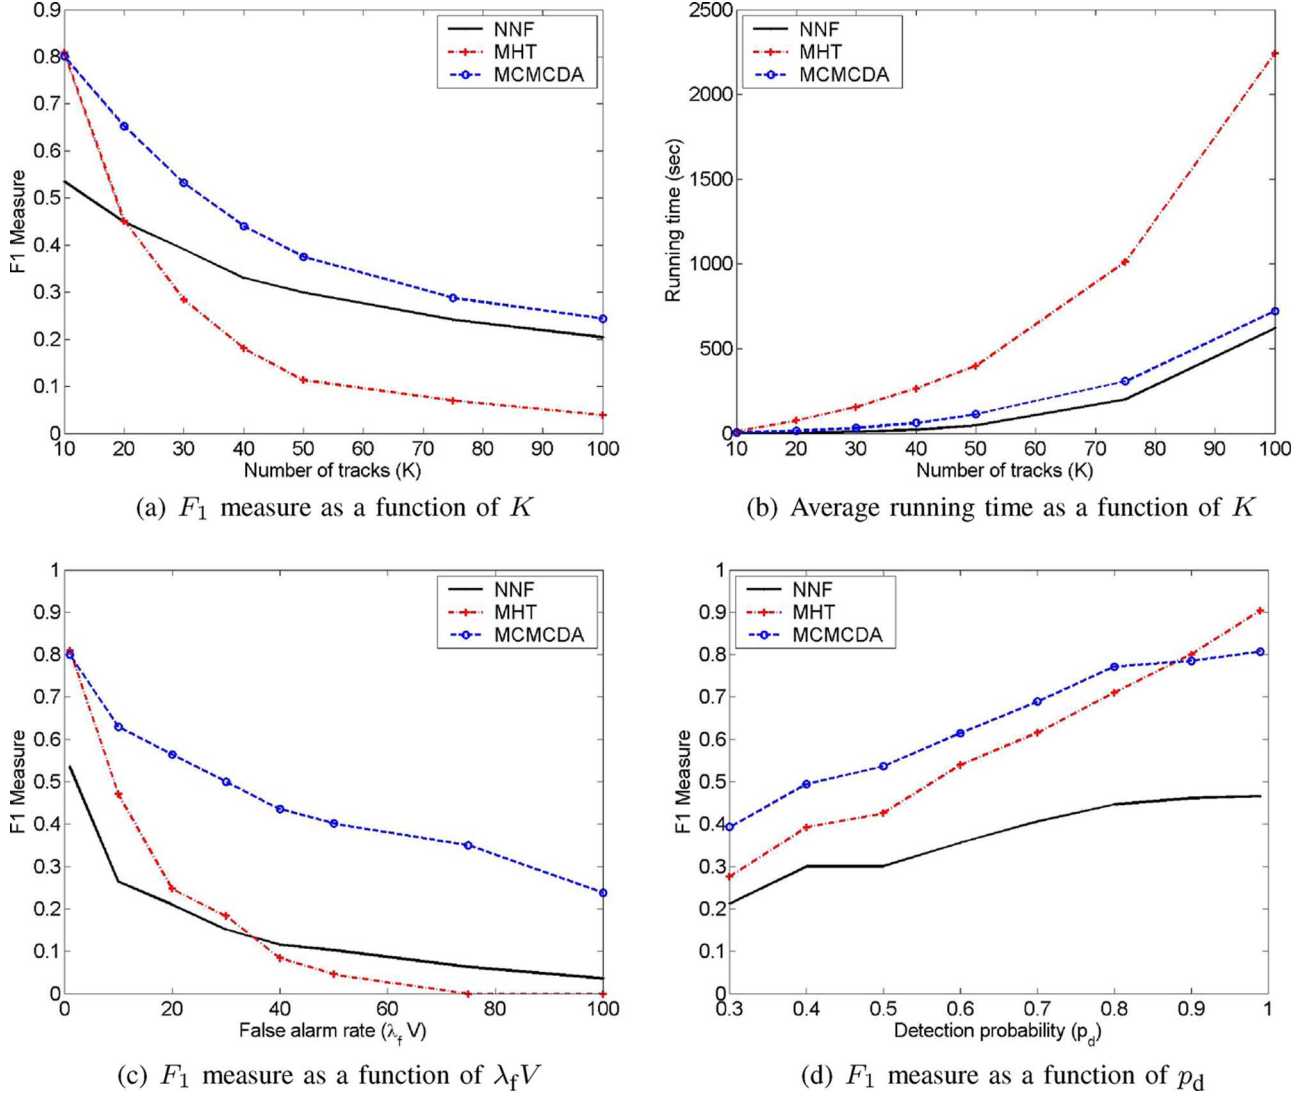 0.9
0.8
0.7
0.6
0.5
0.4
0.3
0.2
0.1
0
F1 Measure
NNF
MHT
MCMCDA
10 20 30 40 50 60 70 80 90 100
Number of tracks (K)
(a) F₁ measure as a function of K
2500
2000
1500
1000
500
0
Running time (sec)
NNF
MHT
MCMCDA
10 20 30 40 50 60 70 80 90 100
Number of tracks (K)
(b) Average running time as a function of K
1
0.9
0.8
0.7
0.6
0.5
0.4
0.3
0.2
0.1
0
F1 Measure
NNF
MHT
MCMCDA
0 20 40 60 80 100
False alarm rate (λf V)
(c) F₁ measure as a function of λfV
1
0.9
0.8
0.7
0.6
0.5
0.4
0.3
0.2
0.1
0
F1 Measure
NNF
MHT
MCMCDA
0.3 0.4 0.5 0.6 0.7 0.8 0.9 1
Detection probability (pd)
(d) F₁ measure as a function of pd